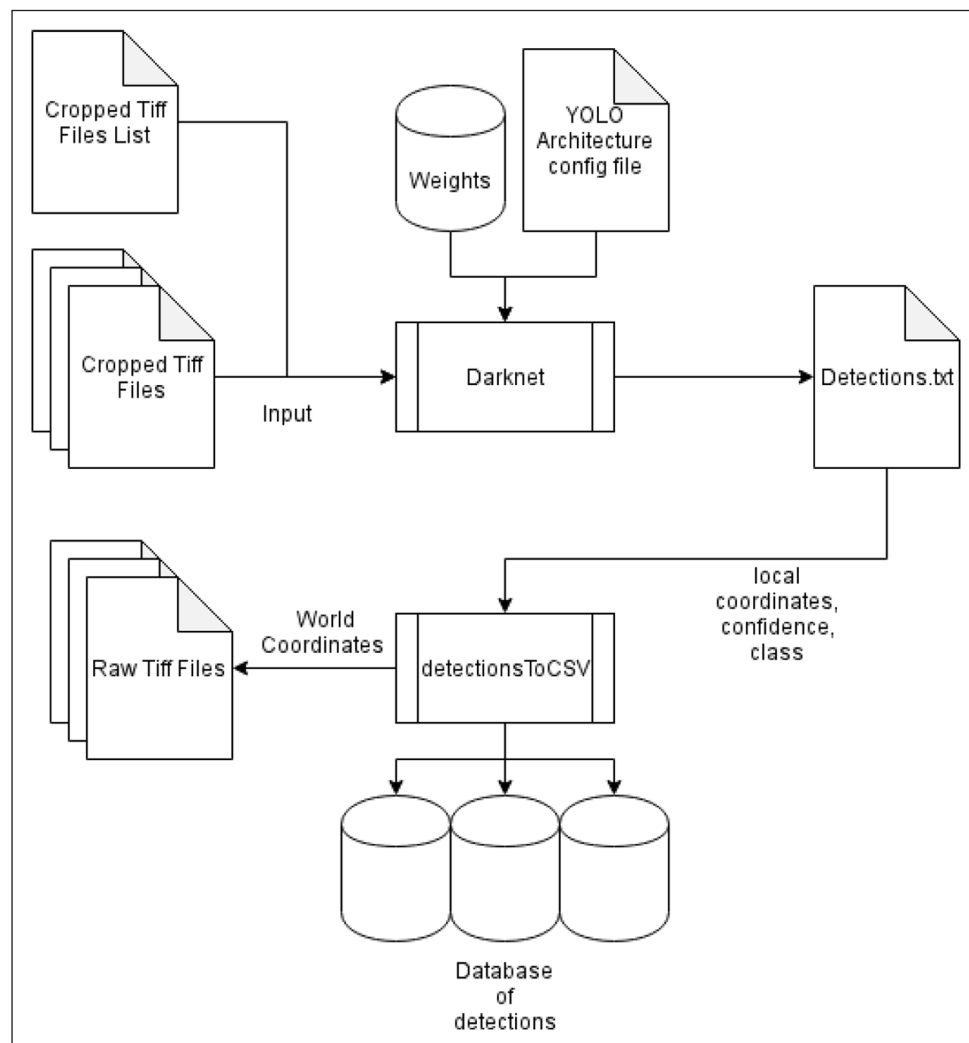 Cropped Tiff
Files List
Weights
YOLO
Architecture
config file
Cropped Tiff
Files
Input
Darknet
Detections.txt
local
coordinates,
confidence,
class
World
Coordinates
Raw Tiff Files
detectionsToCSV
Database
of
detections